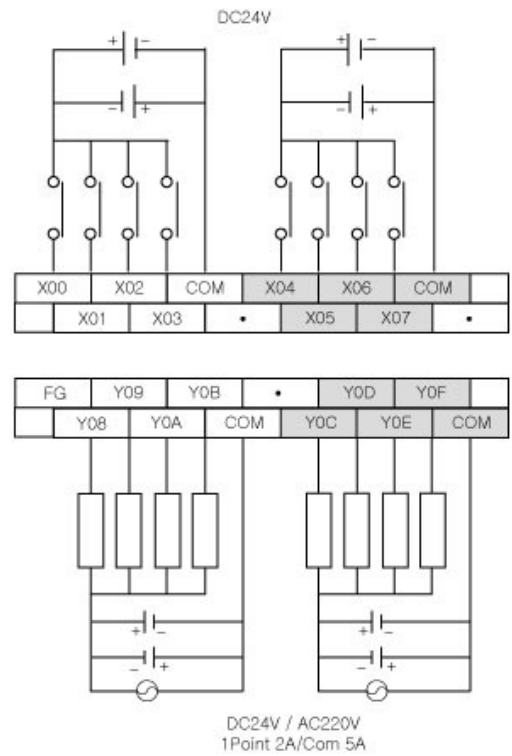 DC24V
+ − + −
− + − +
X00 X02 COM X04 X06 COM
X01 X03 • X05 X07 •
FG Y09 Y0B • Y0D Y0F
Y08 Y0A COM Y0C Y0E COM
+ − + −
− + − +
DC24V / AC220V
1Point 2A/Com 5A